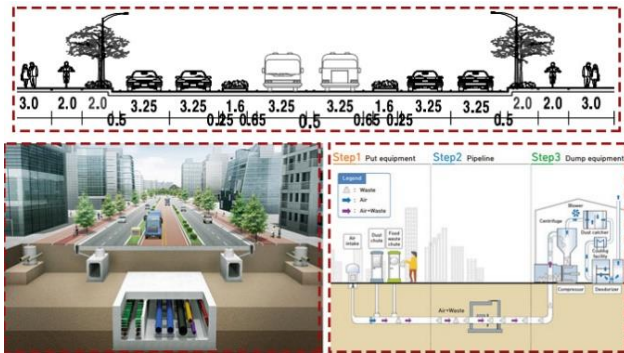 3.0 2.0 2.0 3.25 3.25 1.6 3.25 3.25 1.6 3.25 3.25 2.0 2.0 3.0
0.5 0.25 0.65 0.5 0.65 0.25 0.5
Step1 Put equipment Step2 Pipeline Step3 Dump equipment
Legend
: Waste
: Air
: Air+Waste
Air intake
Dual chute
Food waste chute
Blower
Centrifuge
Dust catcher
Cooling facility
Compressor
Deodorizer
Air+Waste